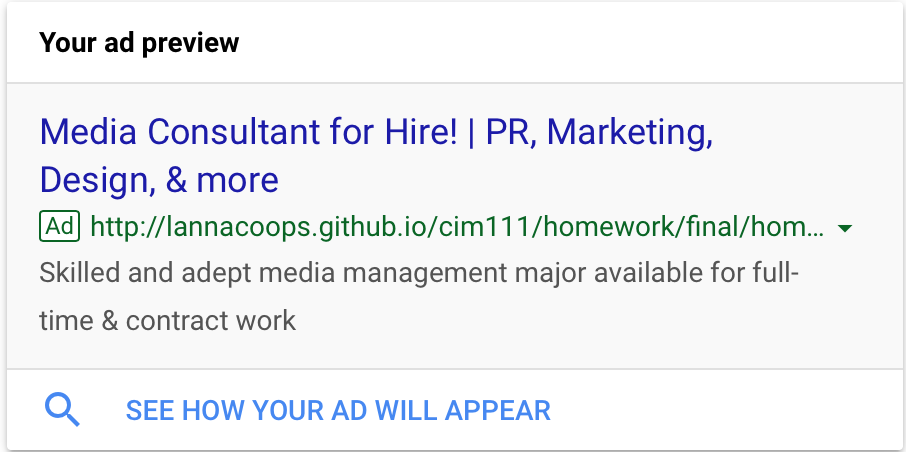 Your ad preview
Media Consultant for Hire! | PR, Marketing,
Design, & more
Ad http://lannacoops.github.io/cim111/homework/final/hom...
Skilled and adept media management major available for full-
time & contract work
SEE HOW YOUR AD WILL APPEAR